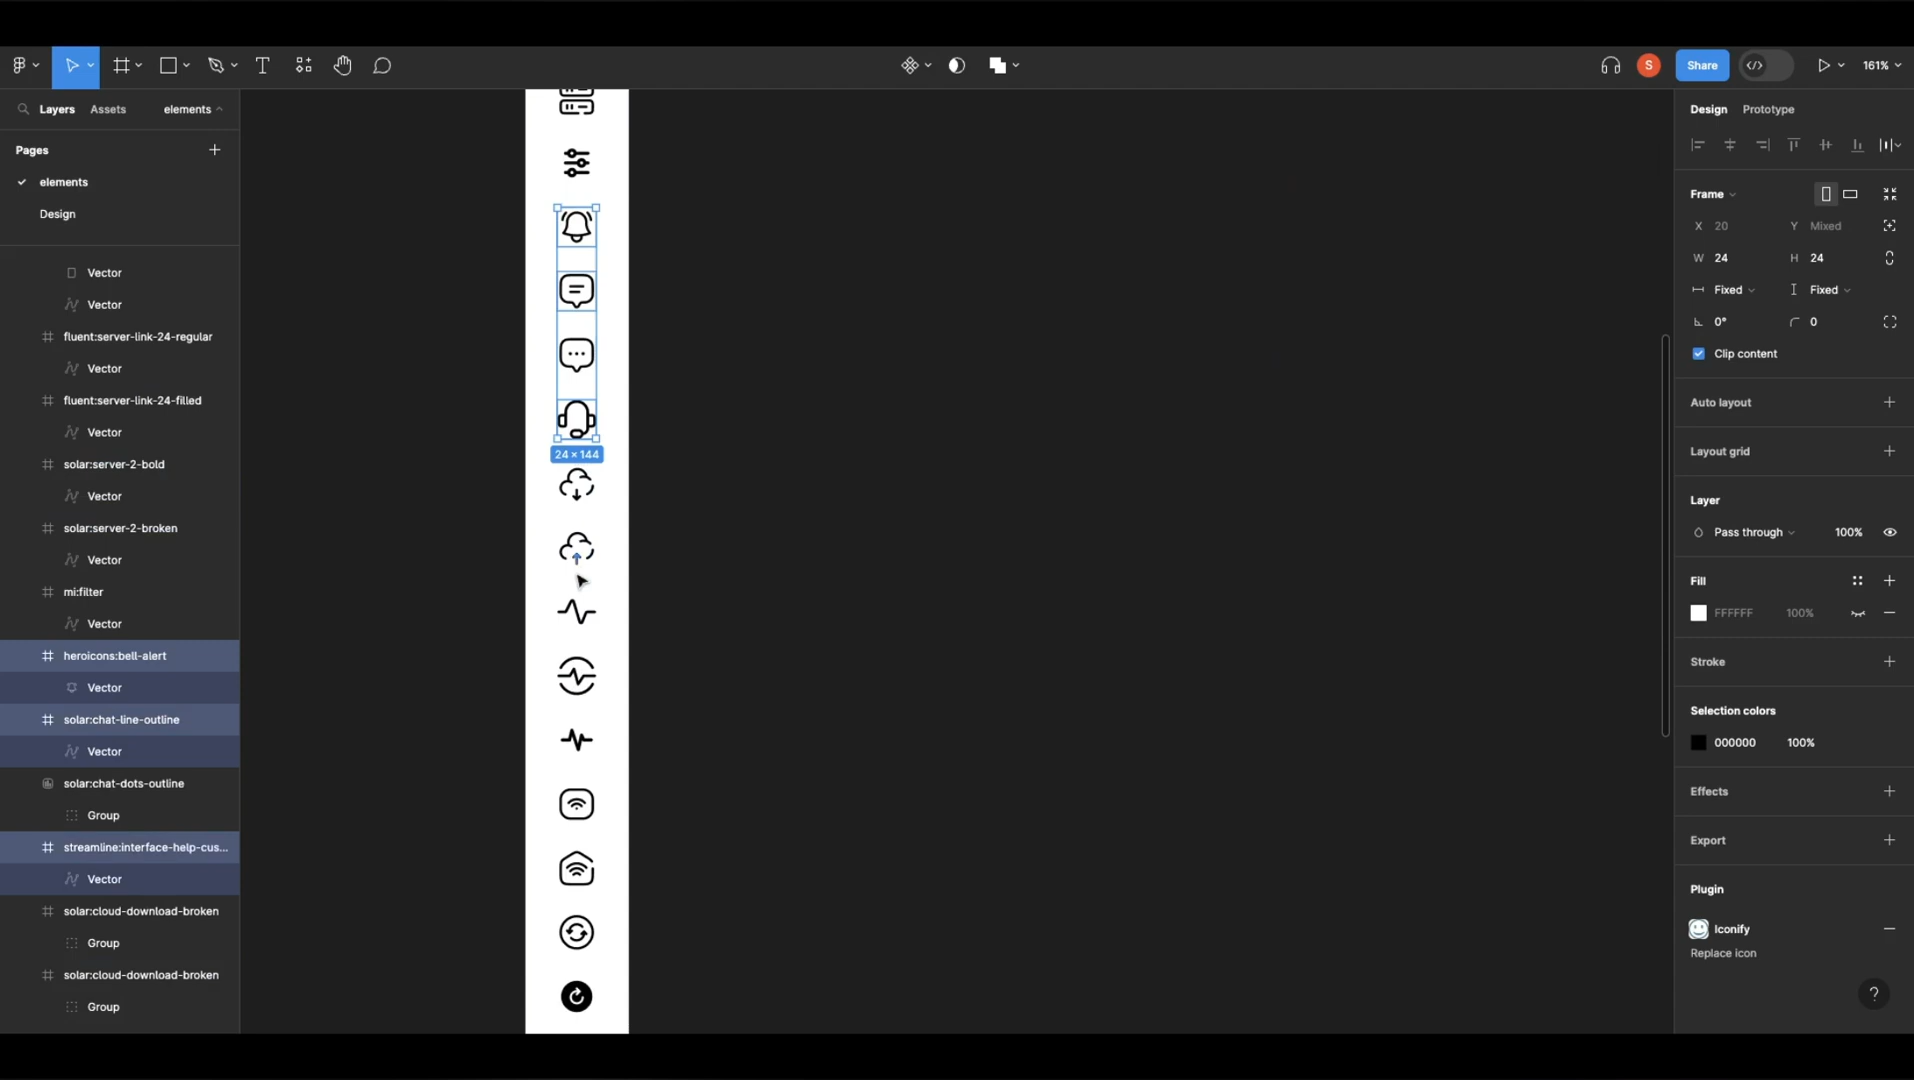 S
Share
161%
Layers
Assets
elements
Design
Prototype
Pages
elements
Design
Frame
X 20
Y Mixed
W 24
H 24
Fixed
Fixed
0°
0
Clip content
Auto layout
Layout grid
Layer
Pass through
100%
Fill
FFFFFF
100%
Stroke
Selection colors
000000
100%
Effects
Export
Plugin
Iconify
Replace icon
?
Vector
Vector
fluent:server-link-24-regular
Vector
fluent:server-link-24-filled
Vector
solar:server-2-bold
Vector
solar:server-2-broken
Vector
mi:filter
Vector
heroicons:bell-alert
Vector
solar:chat-line-outline
Vector
solar:chat-dots-outline
Group
streamline:interface-help-cus...
Vector
solar:cloud-download-broken
Group
solar:cloud-download-broken
Group
24 × 144